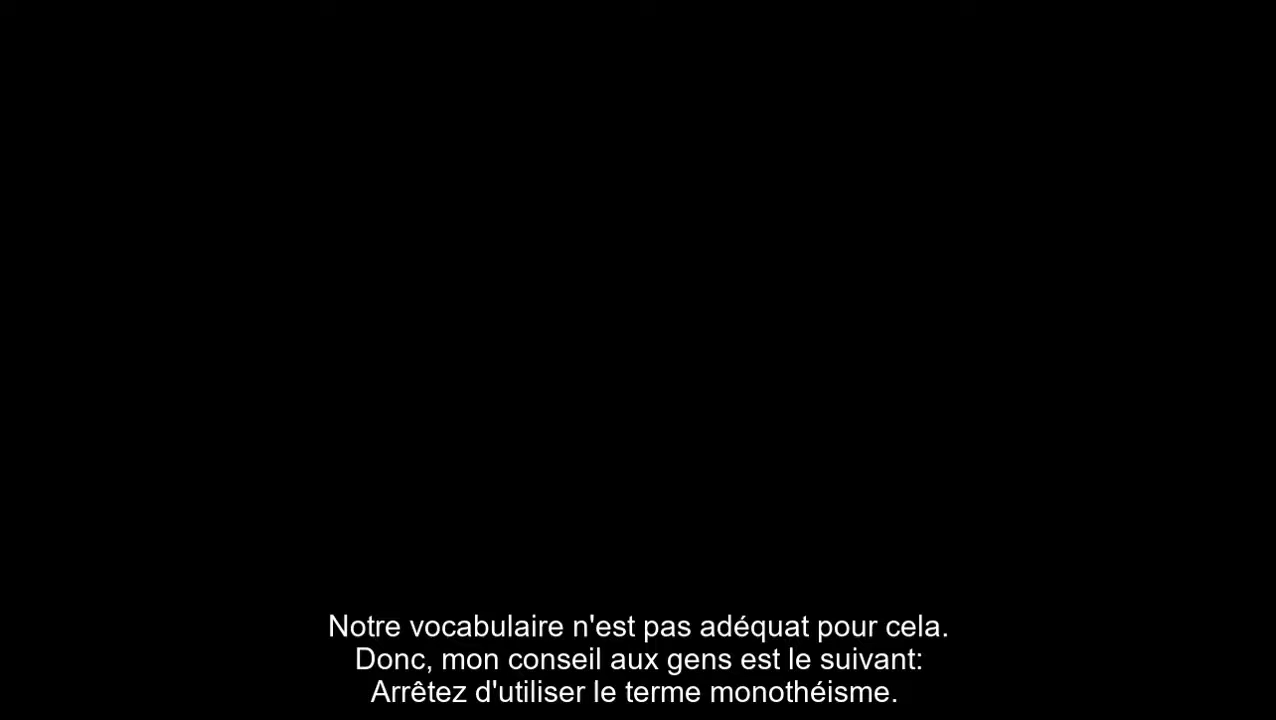 Notre vocabulaire n'est pas adéquat pour cela.
Donc, mon conseil aux gens est le suivant:
Arrêtez d'utiliser le terme monothéisme.